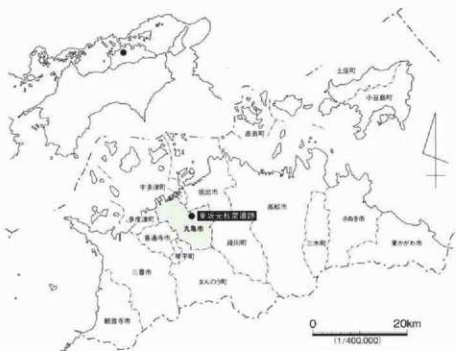 土庄町
小豆島町
直島町
宇多津町
坂出市
高松市
多度津町
東坂元秋常遺跡
丸亀市
善通寺市
綾川町
三木町
さぬき市
東かがわ市
琴平町
三豊市
まんのう町
観音寺市
0 20km
(1/400,000)